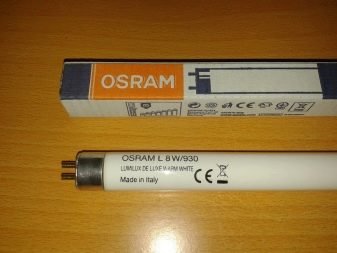 OSRAM
OSRAM L 8W/930
LUMILUX DE LUXE WARM WHITE
Made in Italy
CE